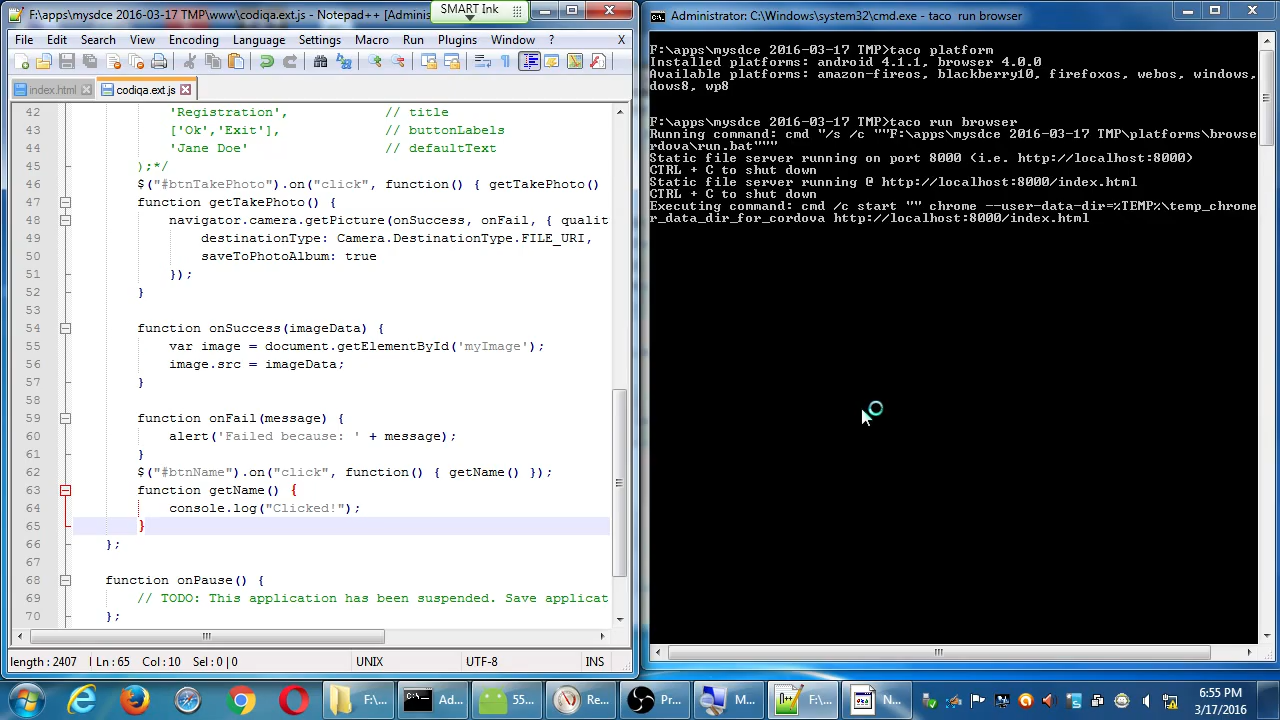 F:\apps\mysdce 2016-03-17 TMP\www\codiqa.ext.js - Notepad++ [Adminis
SMART Ink
File Edit Search View Encoding Language Settings Macro Run Plugins Window ? X
index.html codiqa.ext.js
42 'Registration', // title
43 ['Ok','Exit'], // buttonLabels
44 'Jane Doe' // defaultText
45 );*/
46 $("#btnTakePhoto").on("click", function() { getTakePhoto()
47 function getTakePhoto() {
48 navigator.camera.getPicture(onSuccess, onFail, { qualit
49 destinationType: Camera.DestinationType.FILE_URI,
50 saveToPhotoAlbum: true
51 });
52 }
53
54 function onSuccess(imageData) {
55 var image = document.getElementById('myImage');
56 image.src = imageData;
57 }
58
59 function onFail(message) {
60 alert('Failed because: ' + message);
61 }
62 $("#btnName").on("click", function() { getName() });
63 function getName() {
64 console.log("Clicked!");
65 }
66 };
67
68 function onPause() {
69 // TODO: This application has been suspended. Save applicat
70 };
length : 2407 Ln : 65 Col : 10 Sel : 0 | 0 UNIX UTF-8 INS
Administrator: C:\Windows\system32\cmd.exe - taco run browser
F:\apps\mysdce 2016-03-17 TMP>taco platform
Installed platforms: android 4.1.1, browser 4.0.0
Available platforms: amazon-fireos, blackberry10, firefoxos, webos, windows,
dows8, wp8
F:\apps\mysdce 2016-03-17 TMP>taco run browser
Running command: cmd "/s /c ""F:\apps\mysdce 2016-03-17 TMP\platforms\browse
rdova\run.bat"""
Static file server running on port 8000 (i.e. http://localhost:8000)
CTRL + C to shut down
Static file server running @ http://localhost:8000/index.html
CTRL + C to shut down
Executing command: cmd /c start "" chrome --user-data-dir=%TEMP%\temp_chrome
r_data_dir_for_cordova http://localhost:8000/index.html
F:\... Ad... 55... Re... Pr... M... F:\... N...
6:55 PM
3/17/2016